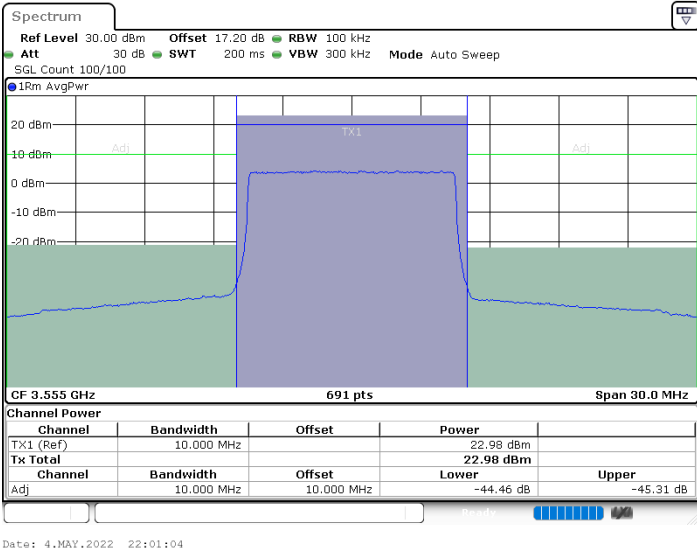 Spectrum
Ref Level 30.00 dBm Offset 17.20 dB RBW 100 kHz
Att 30 dB SWT 200 ms VBW 300 kHz Mode Auto Sweep
SGL Count 100/100
1Rm AvgPwr
20 dBm
TX1
Adj
Adj
10 dBm
0 dBm
-10 dBm
-20 dBm
CF 3.555 GHz 691 pts Span 30.0 MHz
Channel Power
Channel Bandwidth Offset Power
TX1 (Ref) 10.000 MHz 22.98 dBm
Tx Total 22.98 dBm
Channel Bandwidth Offset Lower Upper
Adj 10.000 MHz 10.000 MHz -44.46 dB -45.31 dB
Ready
Date: 4.MAY.2022 22:01:04